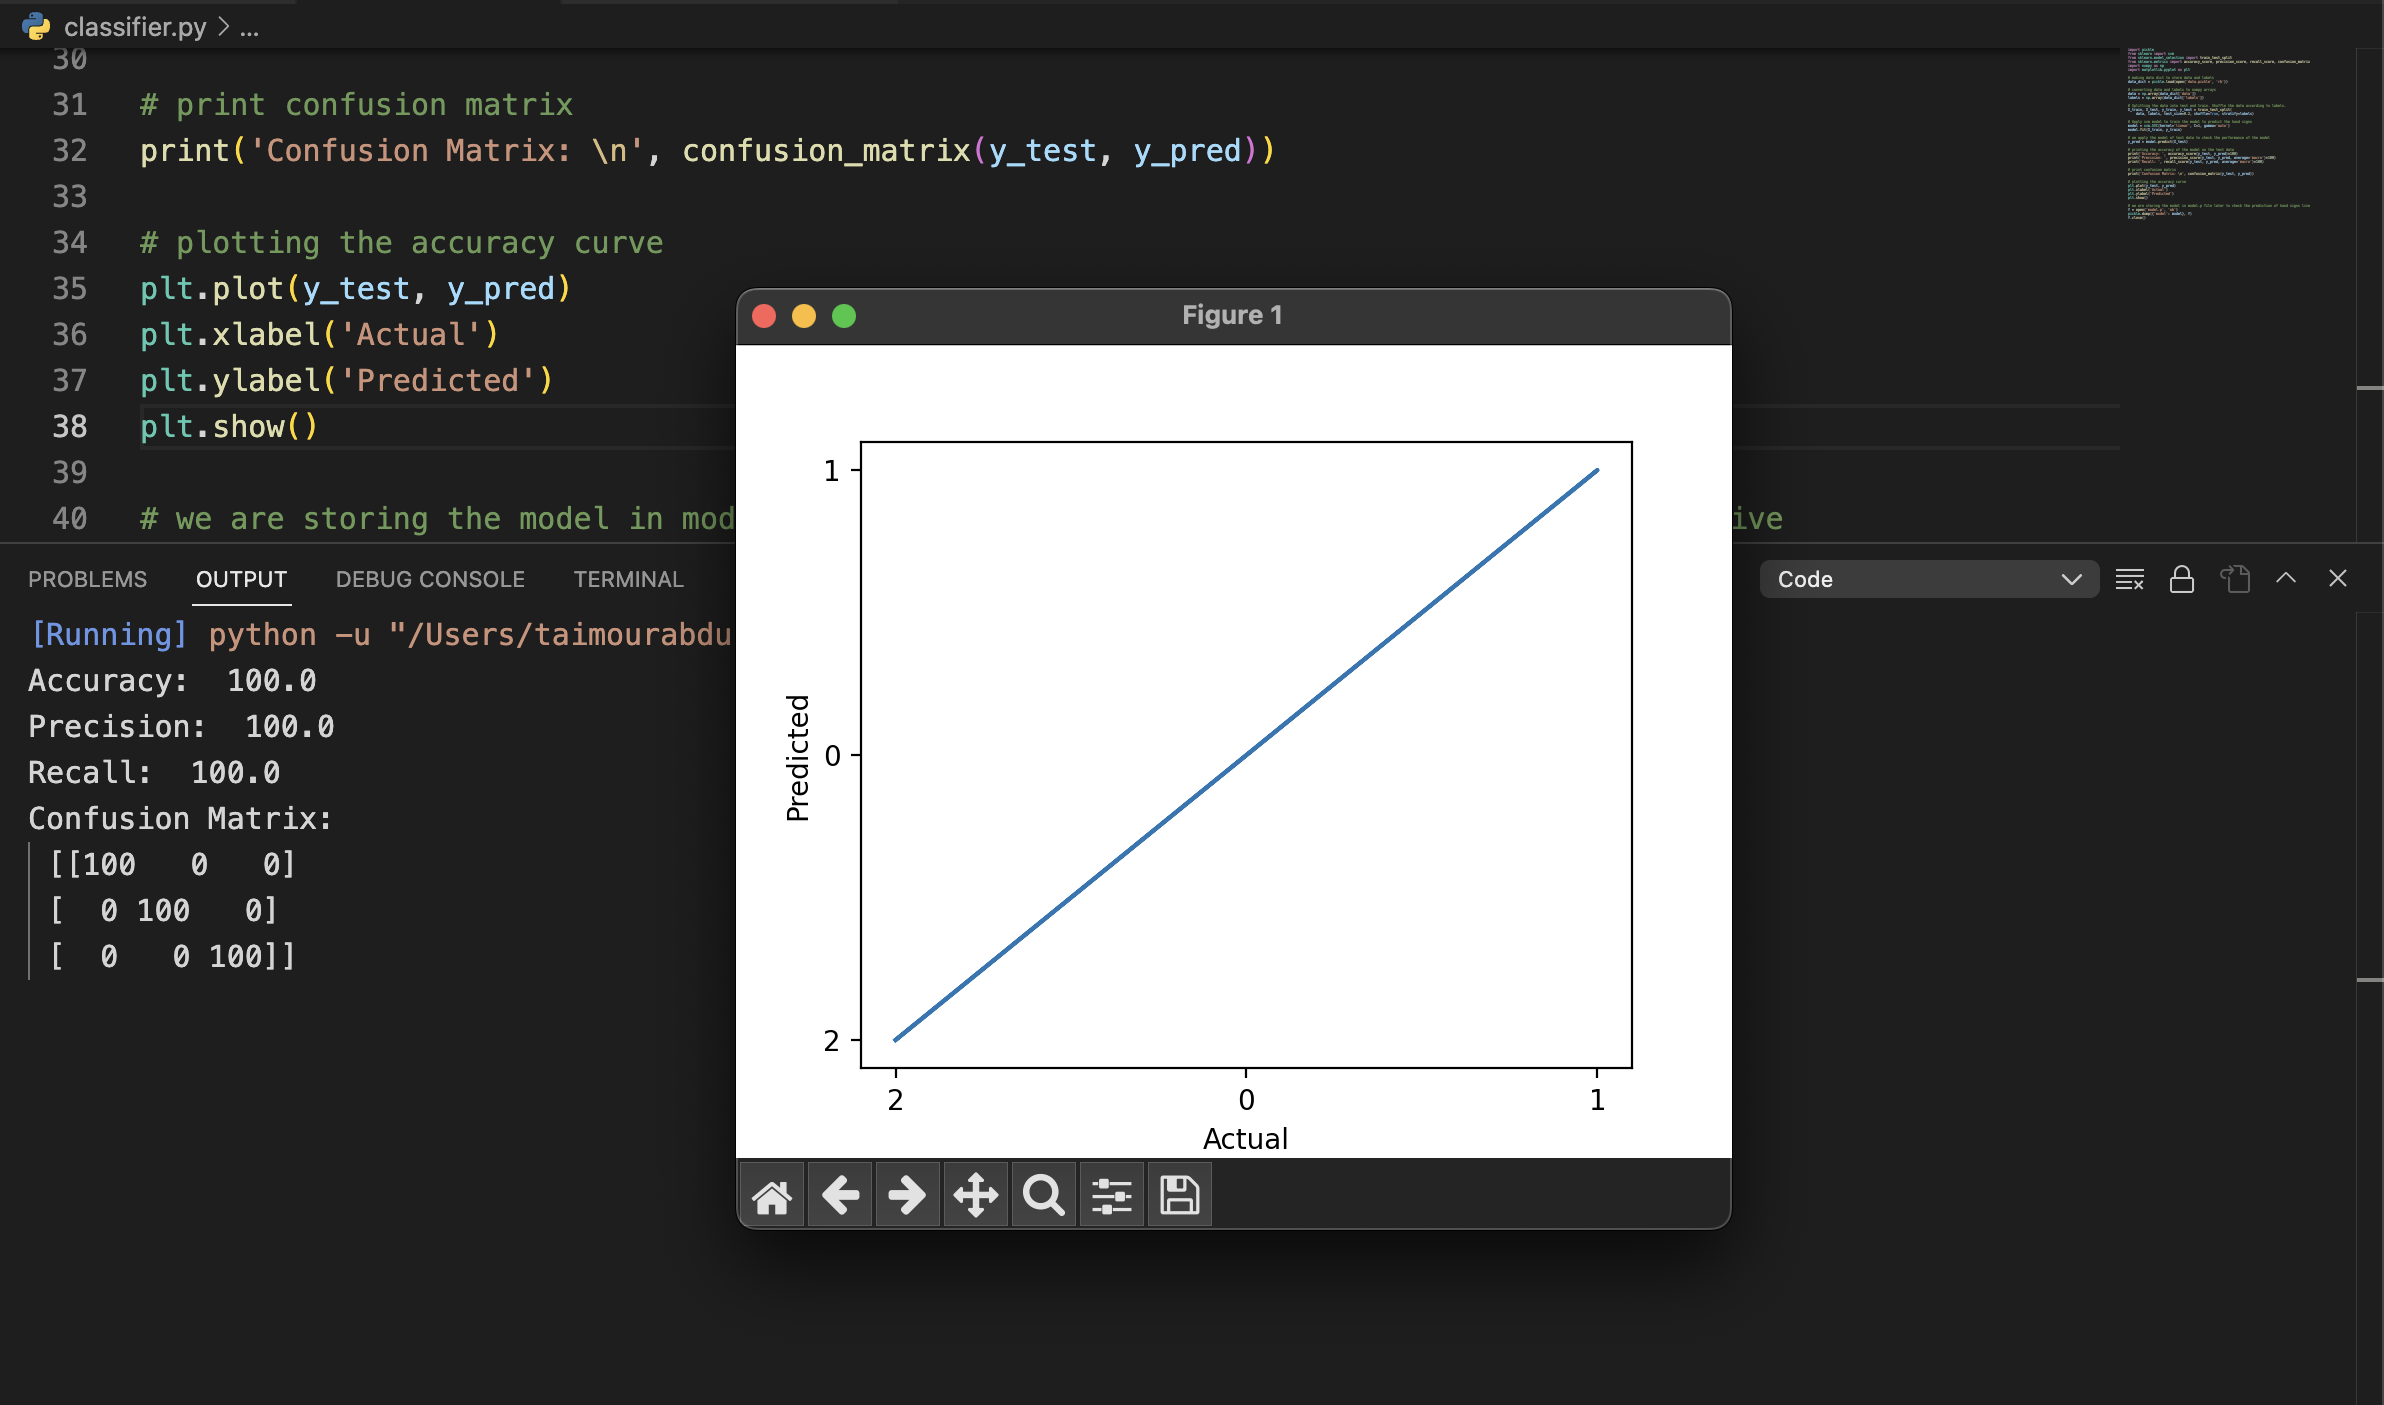 classifier.py > ...
30
31 # print confusion matrix
32 print('Confusion Matrix: \n', confusion_matrix(y_test, y_pred))
33
34 # plotting the accuracy curve
35 plt.plot(y_test, y_pred)
36 plt.xlabel('Actual')
37 plt.ylabel('Predicted')
38 plt.show()
39
40 # we are storing the model in mod ive
PROBLEMS OUTPUT DEBUG CONSOLE TERMINAL
Code
[Running] python -u "/Users/taimourabdu
Accuracy:  100.0
Precision:  100.0
Recall:  100.0
Confusion Matrix:
[[100   0   0]
[  0 100   0]
[  0   0 100]]
Figure 1
1
0
2
Predicted
2 0 1
Actual